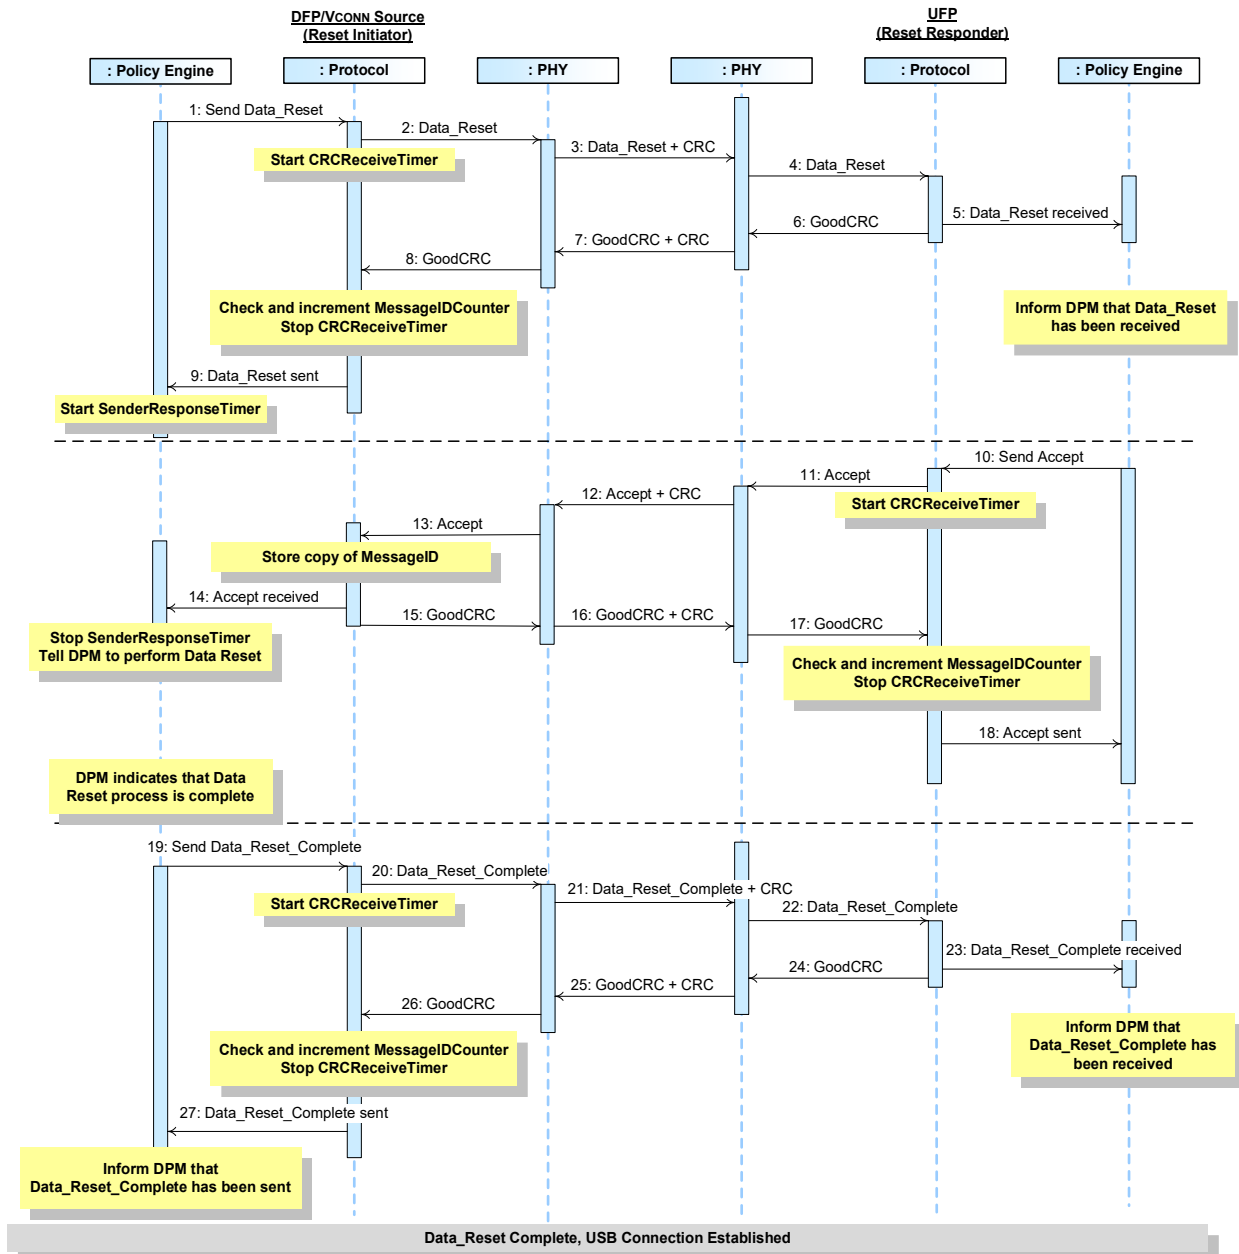 DFP/VCONN Source
(Reset Initiator)
UFP
(Reset Responder)
: Policy Engine
: Protocol
: PHY
: PHY
: Protocol
: Policy Engine
1: Send Data_Reset
2: Data_Reset
Start CRCReceiveTimer
3: Data_Reset + CRC
4: Data_Reset
5: Data_Reset received
6: GoodCRC
7: GoodCRC + CRC
8: GoodCRC
Check and increment MessageIDCounter
Stop CRCReceiveTimer
Inform DPM that Data_Reset
has been received
9: Data_Reset sent
Start SenderResponseTimer
10: Send Accept
11: Accept
Start CRCReceiveTimer
12: Accept + CRC
13: Accept
Store copy of MessageID
14: Accept received
15: GoodCRC
16: GoodCRC + CRC
17: GoodCRC
Stop SenderResponseTimer
Tell DPM to perform Data Reset
Check and increment MessageIDCounter
Stop CRCReceiveTimer
18: Accept sent
DPM indicates that Data
Reset process is complete
19: Send Data_Reset_Complete
20: Data_Reset_Complete
Start CRCReceiveTimer
21: Data_Reset_Complete + CRC
22: Data_Reset_Complete
23: Data_Reset_Complete received
24: GoodCRC
25: GoodCRC + CRC
26: GoodCRC
Check and increment MessageIDCounter
Stop CRCReceiveTimer
Inform DPM that
Data_Reset_Complete has
been received
27: Data_Reset_Complete sent
Inform DPM that
Data_Reset_Complete has been sent
Data_Reset Complete, USB Connection Established